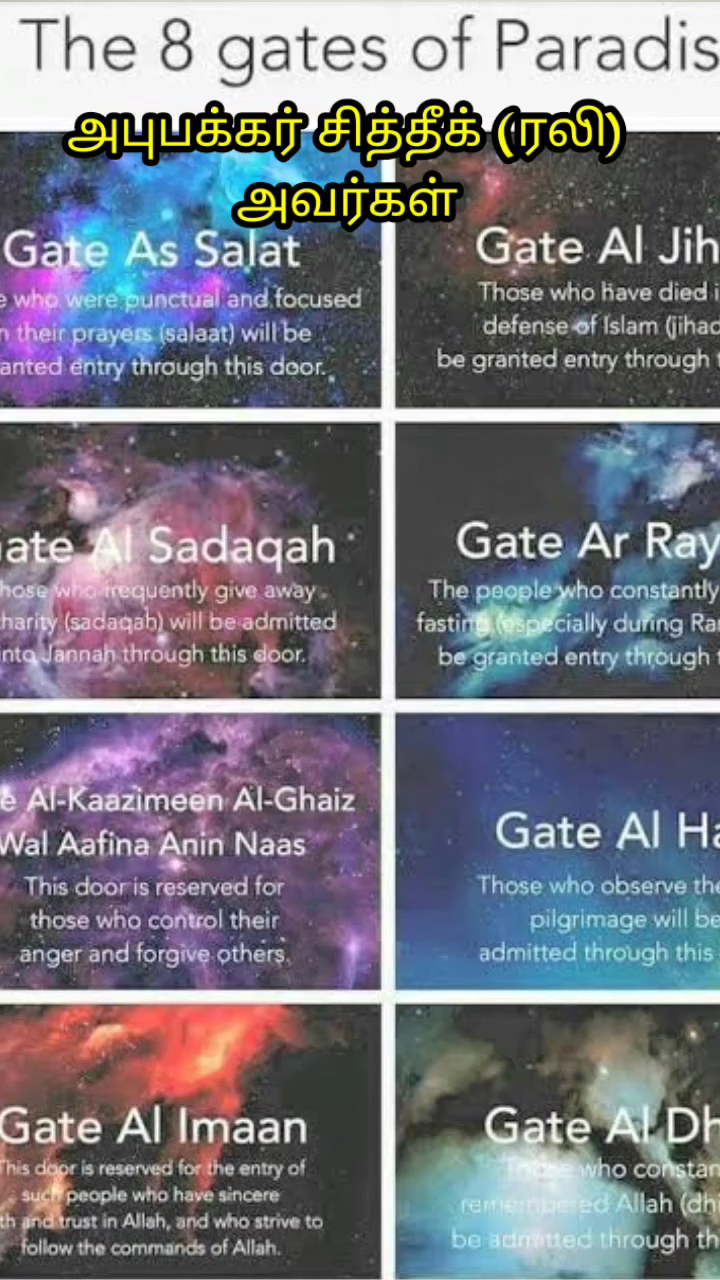 The 8 gates of Paradis
அபுபக்கர் சித்தீக் (ரலி)
அவர்கள்
Gate As Salat
e who were punctual and focused
n their prayers (salaat) will be
anted entry through this door.
Gate Al Jih
Those who have died i
defense of Islam (jihad
be granted entry through t
ate Al Sadaqah
hose who frequently give away
harity (sadaqah) will be admitted
nto Jannah through this door.
Gate Ar Ray
The people who constantly
fasting (especially during Ra
be granted entry through t
e Al-Kaazimeen Al-Ghaiz
Wal Aafina Anin Naas
This door is reserved for
those who control their
anger and forgive others.
Gate Al Ha
Those who observe the
pilgrimage will be
admitted through this
Gate Al Imaan
This door is reserved for the entry of
such people who have sincere
th and trust in Allah, and who strive to
follow the commands of Allah.
Gate Al Dh
Those who constan
remembered Allah (dhi
be admitted through th